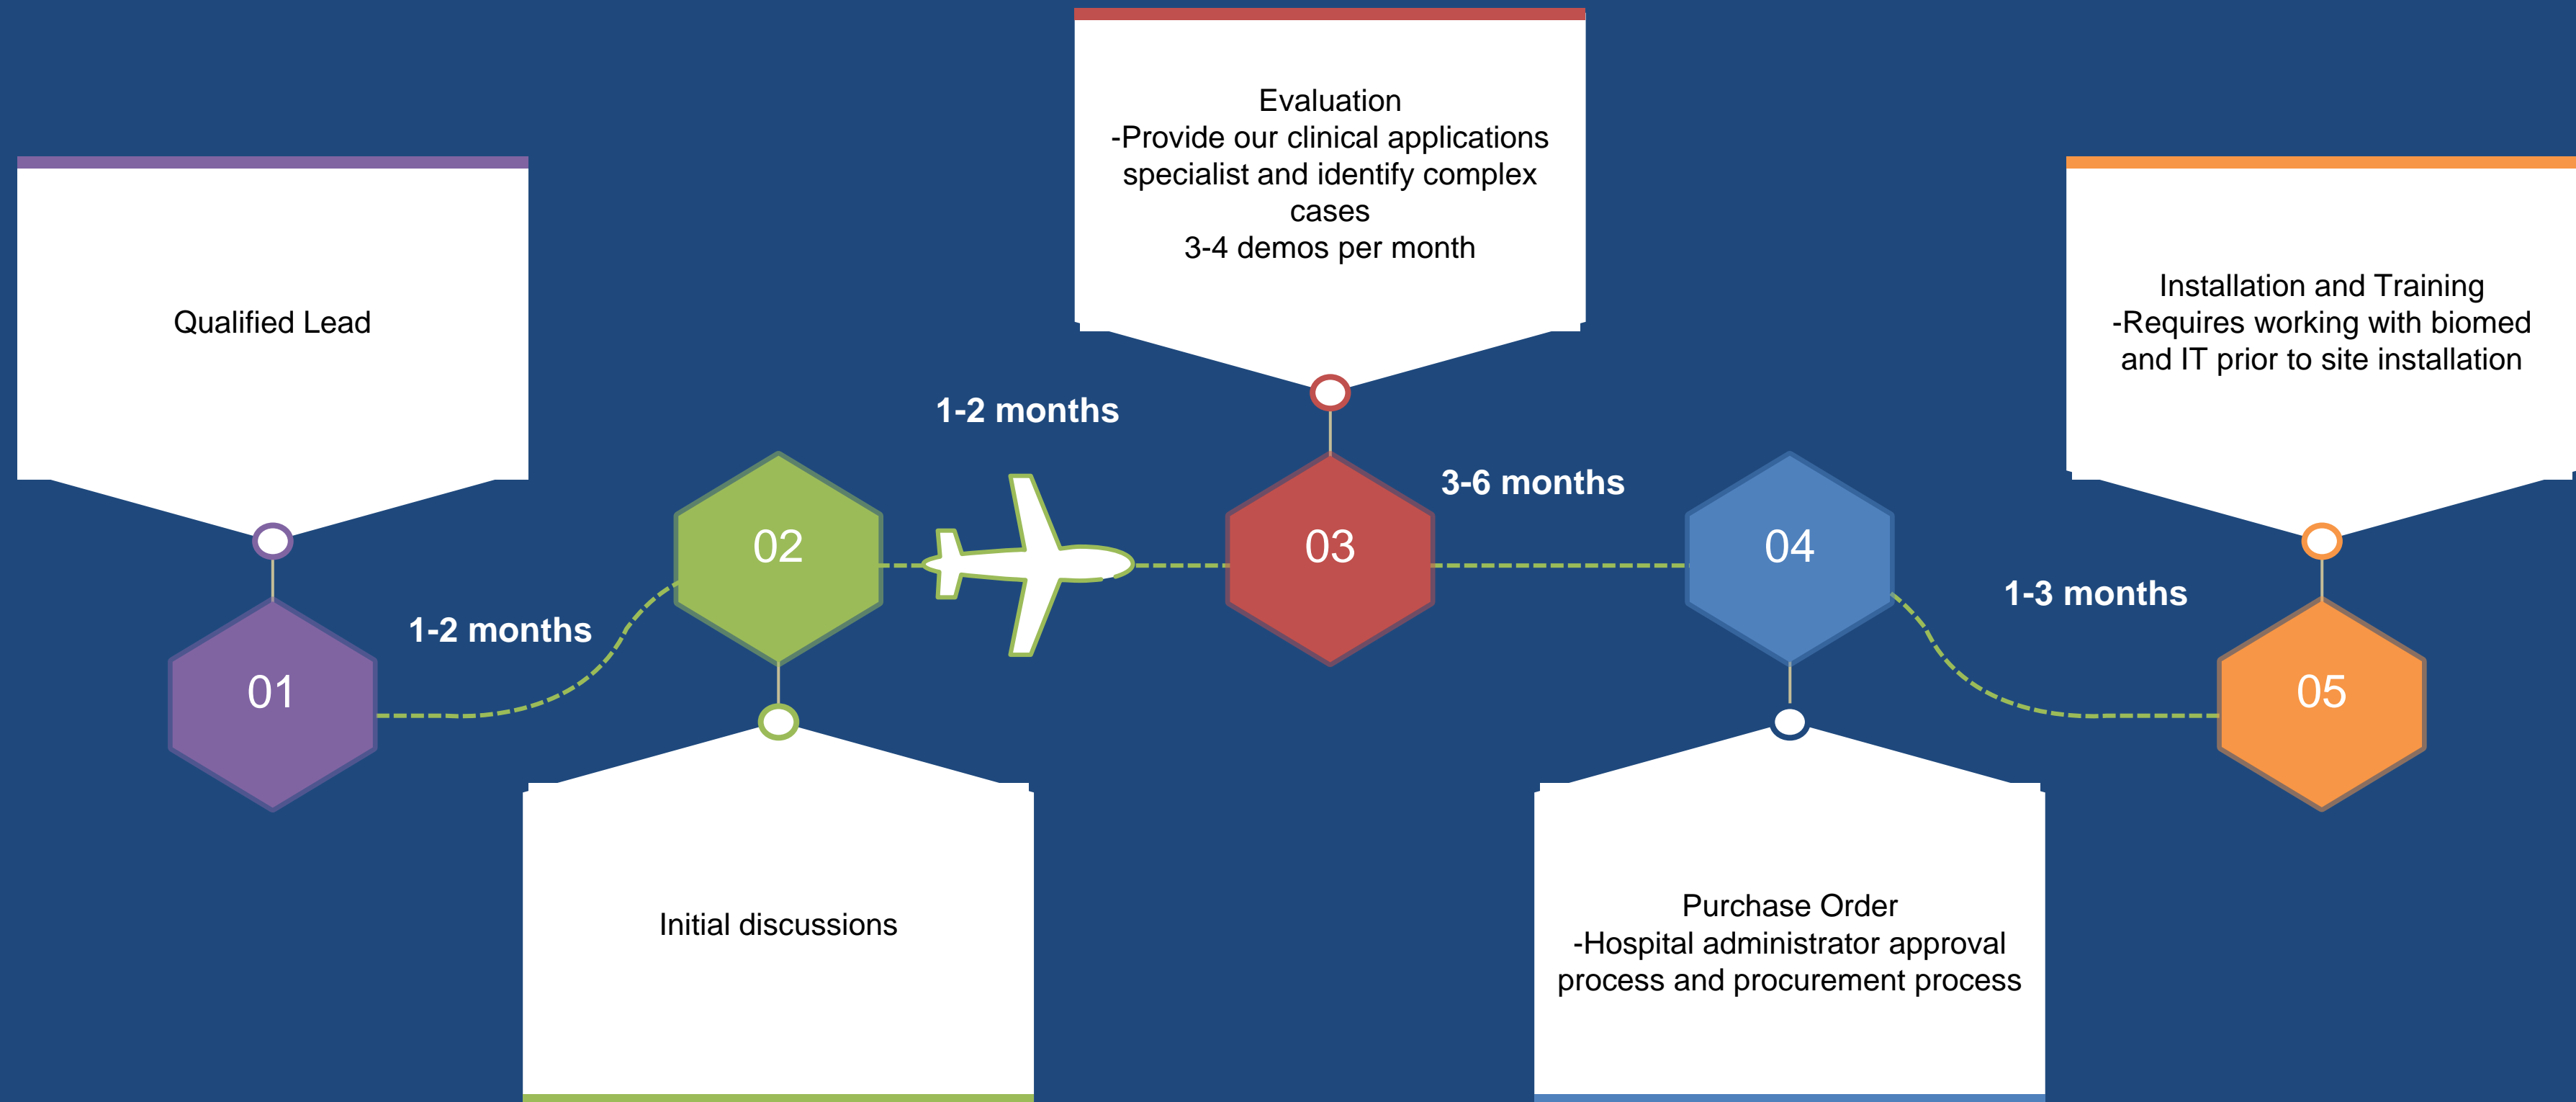 Qualified Lead
01
1-2 months
02
Initial discussions
1-2 months
Evaluation
-Provide our clinical applications
specialist and identify complex
cases
3-4 demos per month
03
3-6 months
04
Purchase Order
-Hospital administrator approval
process and procurement process
1-3 months
Installation and Training
-Requires working with biomed
and IT prior to site installation
05